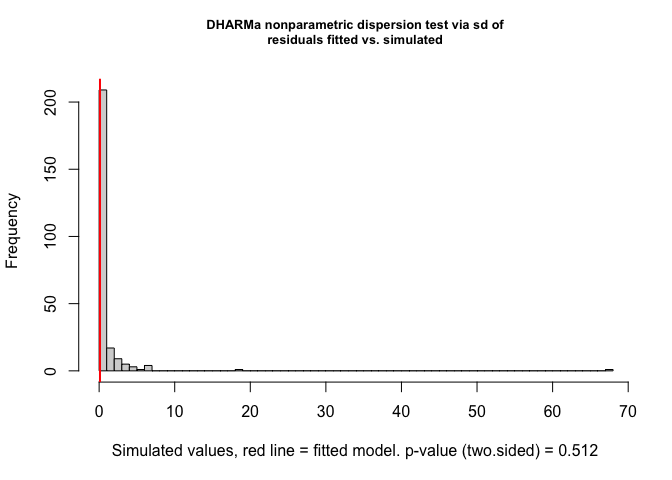 DHARMa nonparametric dispersion test via sd of
residuals fitted vs. simulated
Frequency
200
150
100
50
0
0 10 20 30 40 50 60 70
Simulated values, red line = fitted model. p-value (two.sided) = 0.512